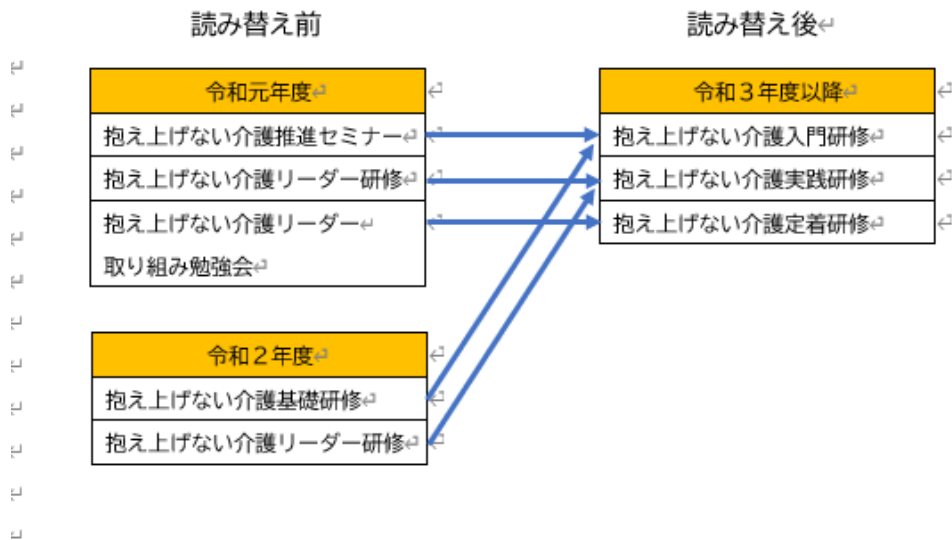 読み替え前
読み替え後
令和元年度
抱え上げない介護推進セミナー
抱え上げない介護リーダー研修
抱え上げない介護リーダー
取り組み勉強会
令和３年度以降
抱え上げない介護入門研修
抱え上げない介護実践研修
抱え上げない介護定着研修
令和２年度
抱え上げない介護基礎研修
抱え上げない介護リーダー研修